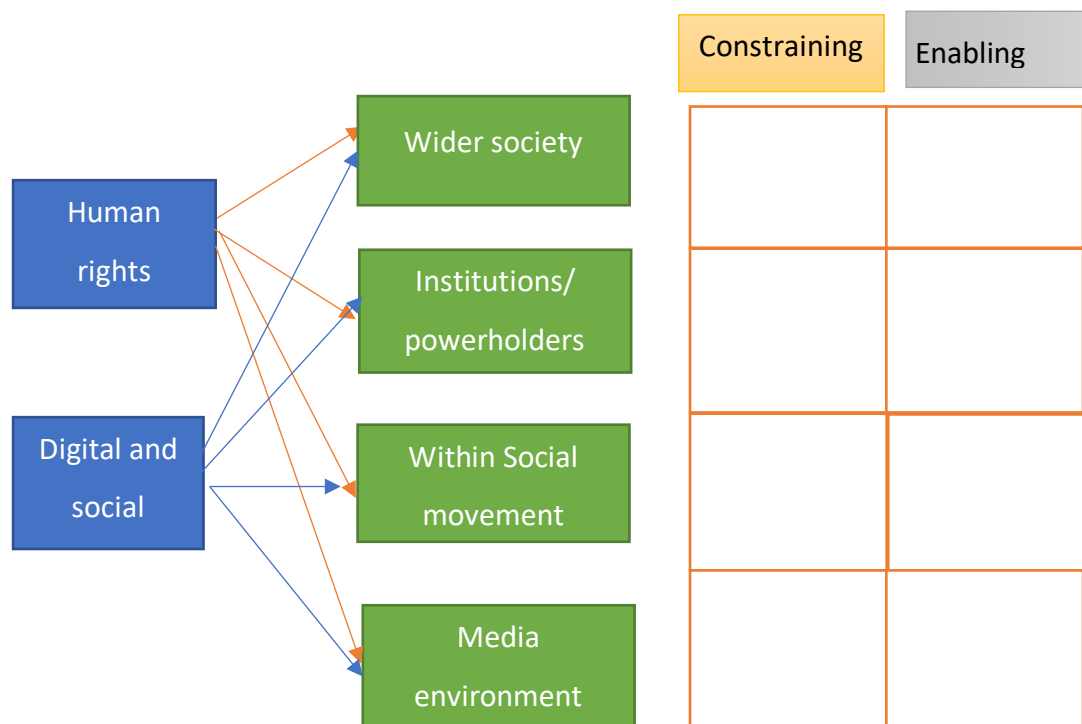 Constraining
Enabling
Wider society
Human
rights
Institutions/
powerholders
Digital and
social
Within Social
movement
Media
environment